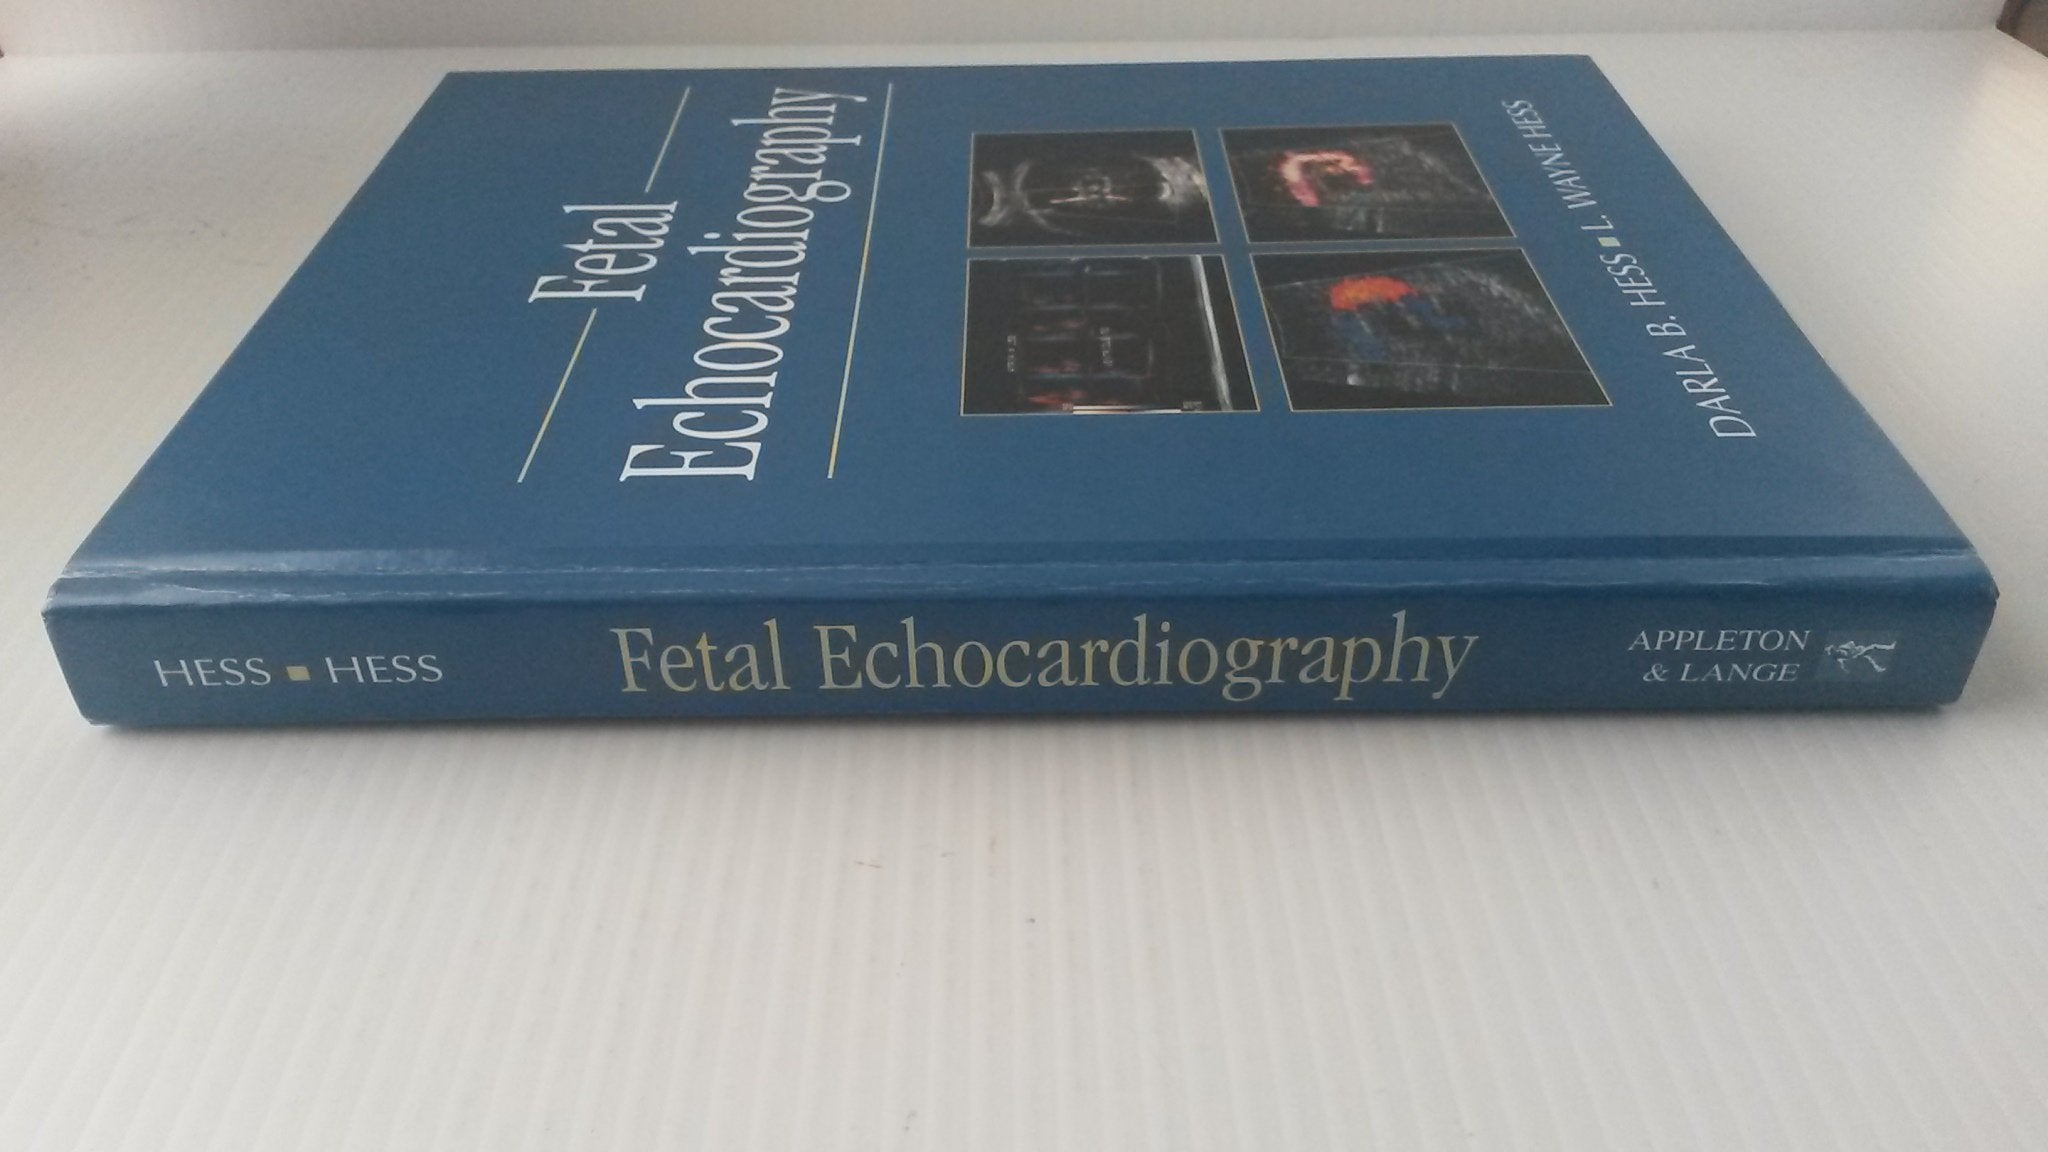 Fetal
Echocardiography
DARLA B. HESS ■ L. WAYNE HESS
HESS ■ HESS
Fetal Echocardiography
APPLETON
& LANGE